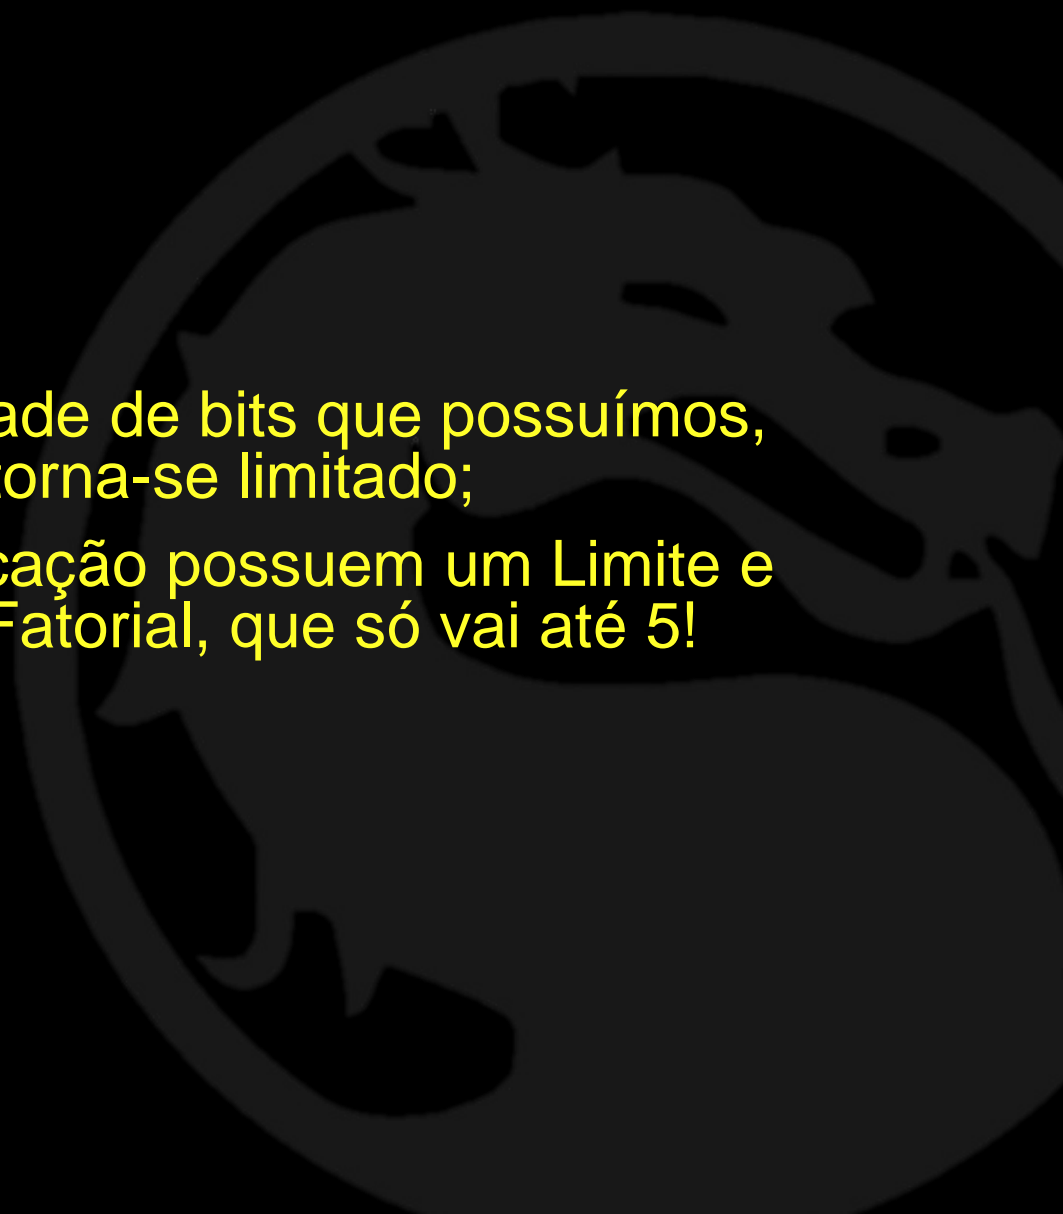 ade de bits que possuímos,
torna-se limitado;
cação possuem um Limite e
Fatorial, que só vai até 5!